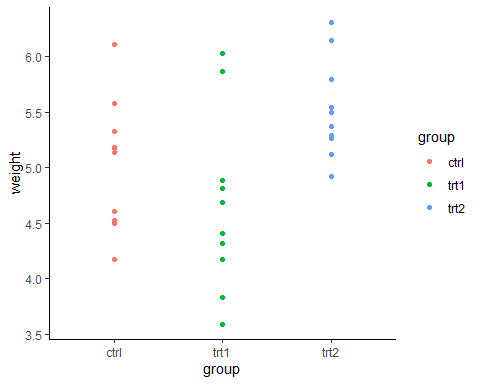 6.0
5.5
5.0
4.5
4.0
3.5
weight
ctrl trt1 trt2
group
group
ctrl
trt1
trt2